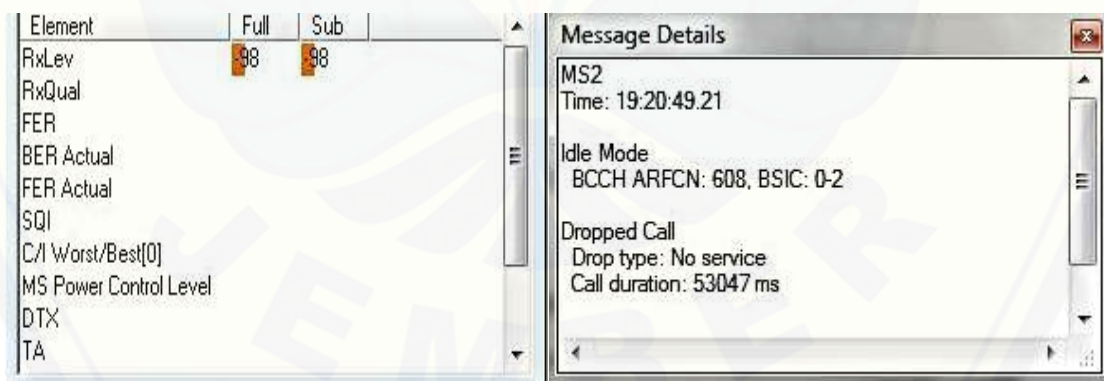 Element Full Sub
RxLev -98 -98
RxQual
FER
BER Actual
FER Actual
SQI
C/I Worst/Best[0]
MS Power Control Level
DTX
TA
Message Details
MS2
Time: 19:20:49.21
Idle Mode
BCCH ARFCN: 608, BSIC: 0-2
Dropped Call
Drop type: No service
Call duration: 53047 ms
JEMBER